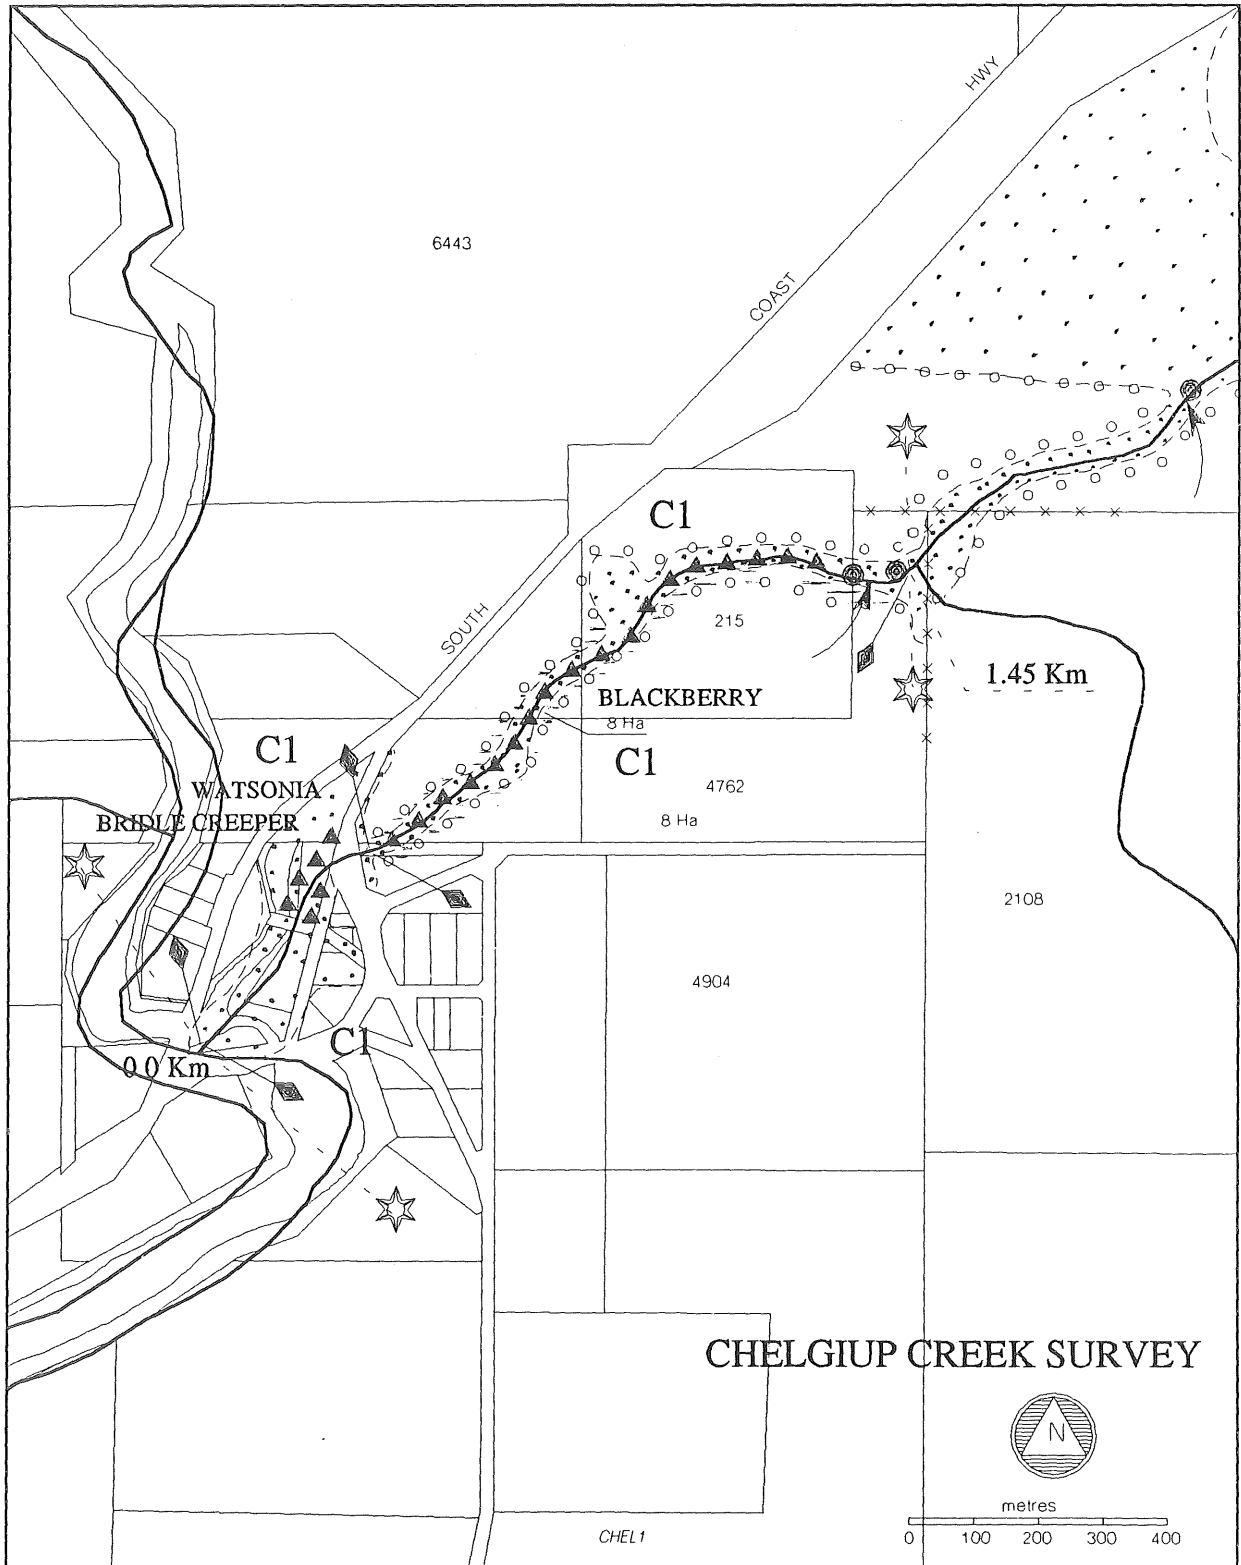 HWY
6443
COAST
C1
SOUTH
215
1.45 Km
BLACKBERRY
8 Ha
C1
C1
WATSONIA
4762
BRIDLE CREEPER
8 Ha
2108
4904
C1
0.0 Km
CHELGIUP CREEK SURVEY
N
metres
CHEL1
0 100 200 300 400